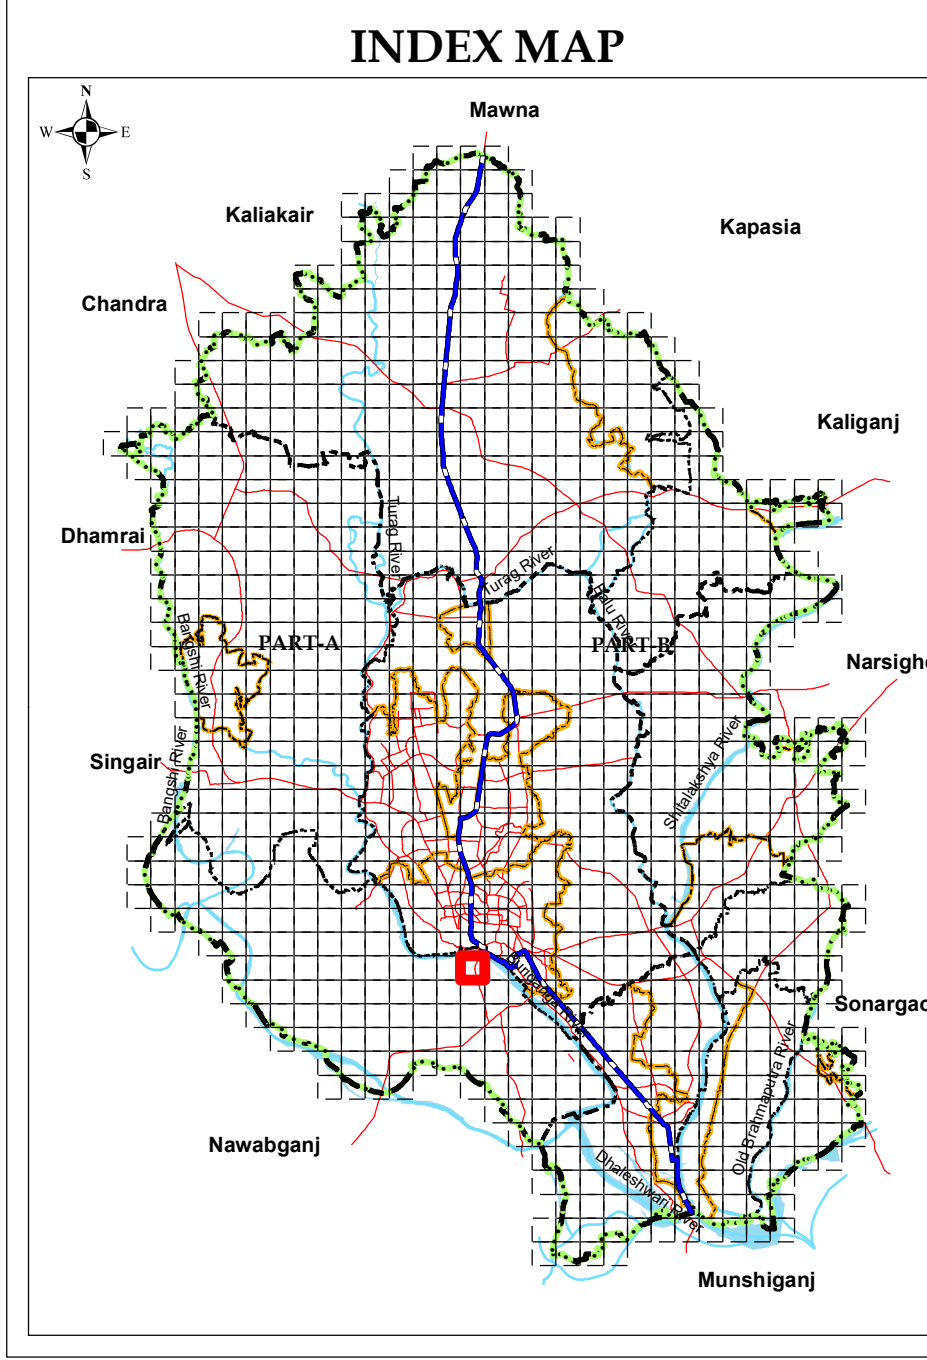 INDEX MAP
N
W E
S
Mawna
Kaliakair
Kapasia
Chandra
Kaliganj
Dhamrai
Turag River
Turag River
Balu River
Bangshi River
PART-A
PART-B
Narsighd
Singair
Bangshi River
Shitalakshya River
Buriganga River
Sonargao
Old Brahmaputra River
Nawabganj
Dhaleshwari River
Munshiganj